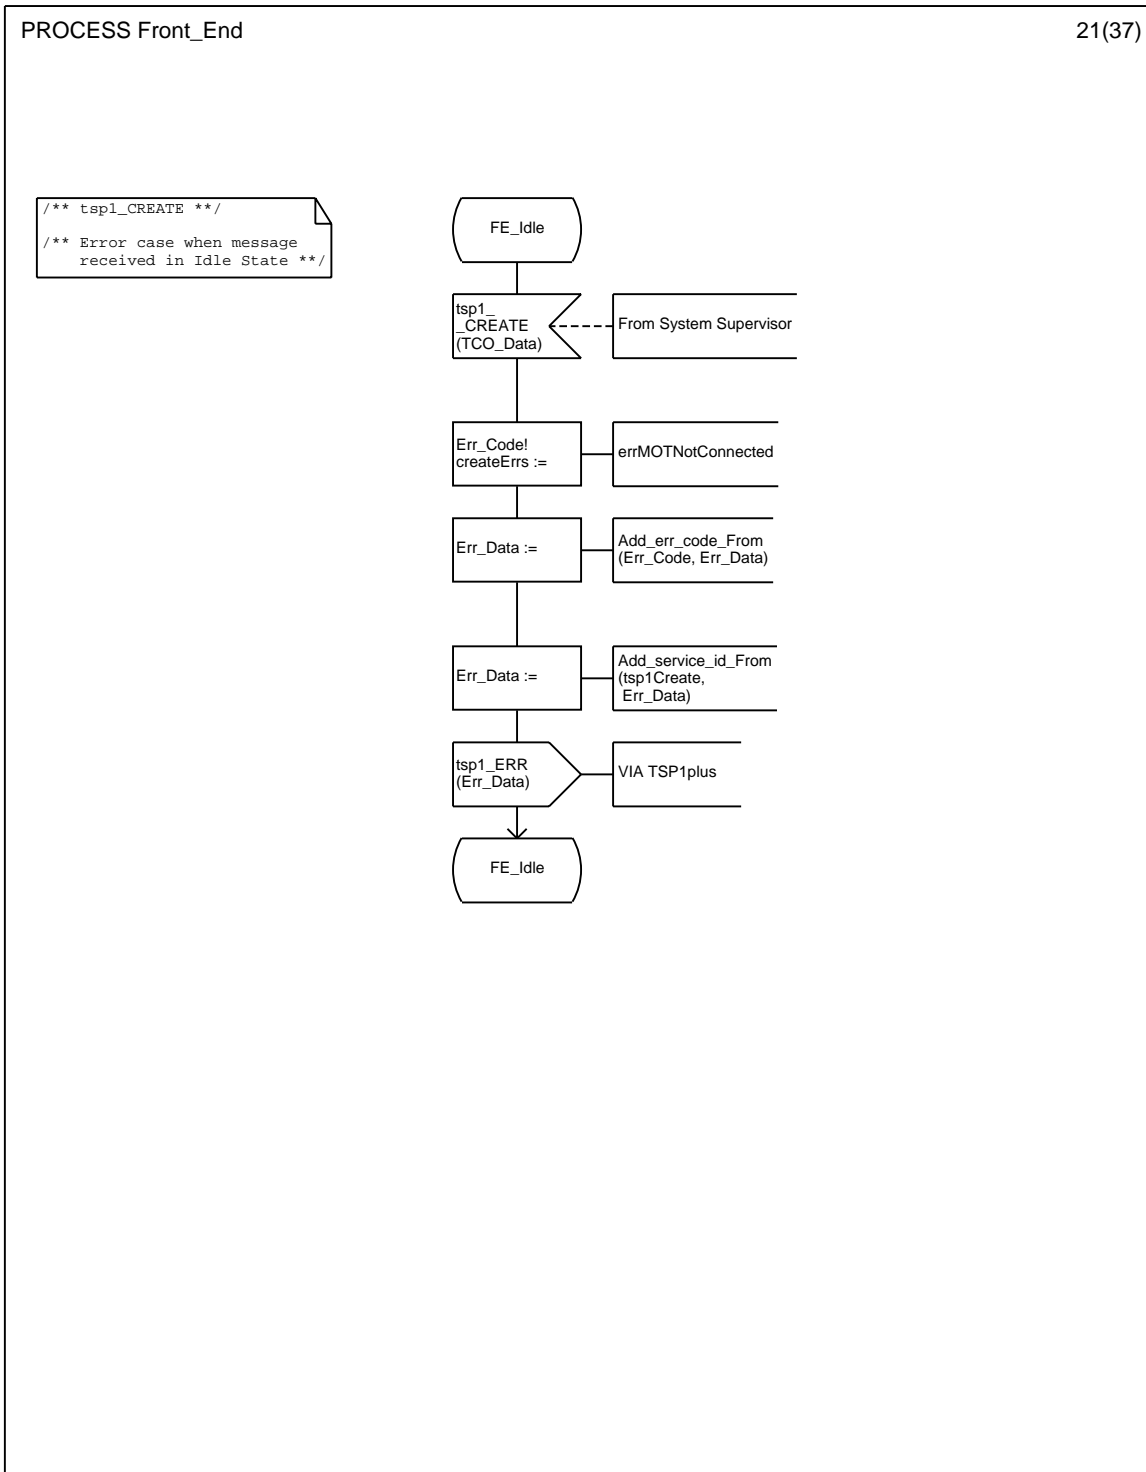 PROCESS Front_End
21(37)
/** tsp1_CREATE **/
/** Error case when message
received in Idle State **/
FE_Idle
tsp1_
_CREATE
(TCO_Data)
From System Supervisor
Err_Code!
createErrs :=
errMOTNotConnected
Err_Data :=
Add_err_code_From
(Err_Code, Err_Data)
Err_Data :=
Add_service_id_From
(tsp1Create,
Err_Data)
tsp1_ERR
(Err_Data)
VIA TSP1plus
FE_Idle